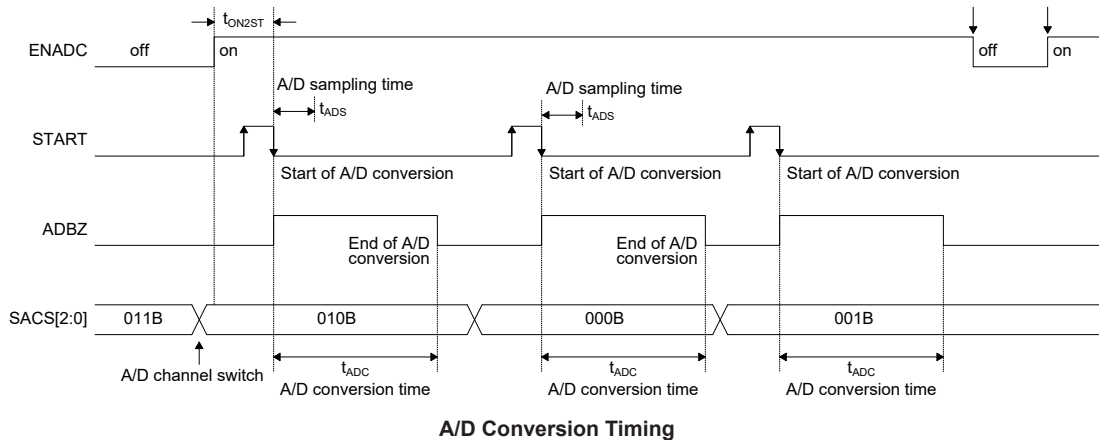 tON2ST
ENADC
off
on
off
on
A/D sampling time
tADS
A/D sampling time
tADS
START
Start of A/D conversion
Start of A/D conversion
Start of A/D conversion
ADBZ
End of A/D
conversion
End of A/D
conversion
SACS[2:0]
011B
010B
000B
001B
A/D channel switch
tADC
A/D conversion time
tADC
A/D conversion time
tADC
A/D conversion time
A/D Conversion Timing